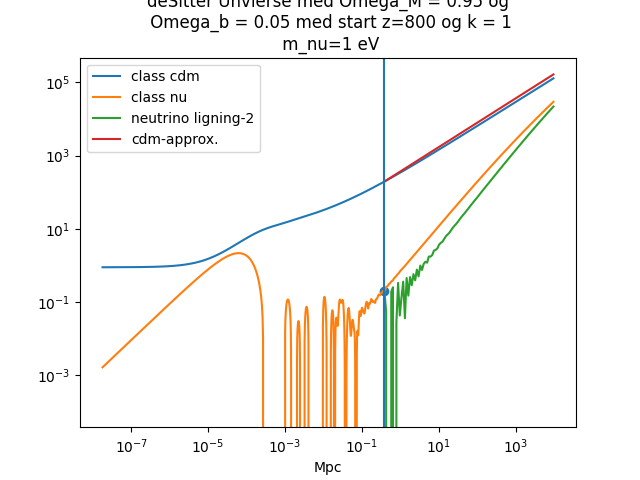 deSitter Unvierse med Omega_M = 0.95 og
Omega_b = 0.05 med start z=800 og k = 1
m_nu=1 eV
class cdm
class nu
neutrino ligning-2
cdm-approx.
10^5
10^3
10^1
10^-1
10^-3
10^-7
10^-5
10^-3
10^-1
10^1
10^3
Mpc